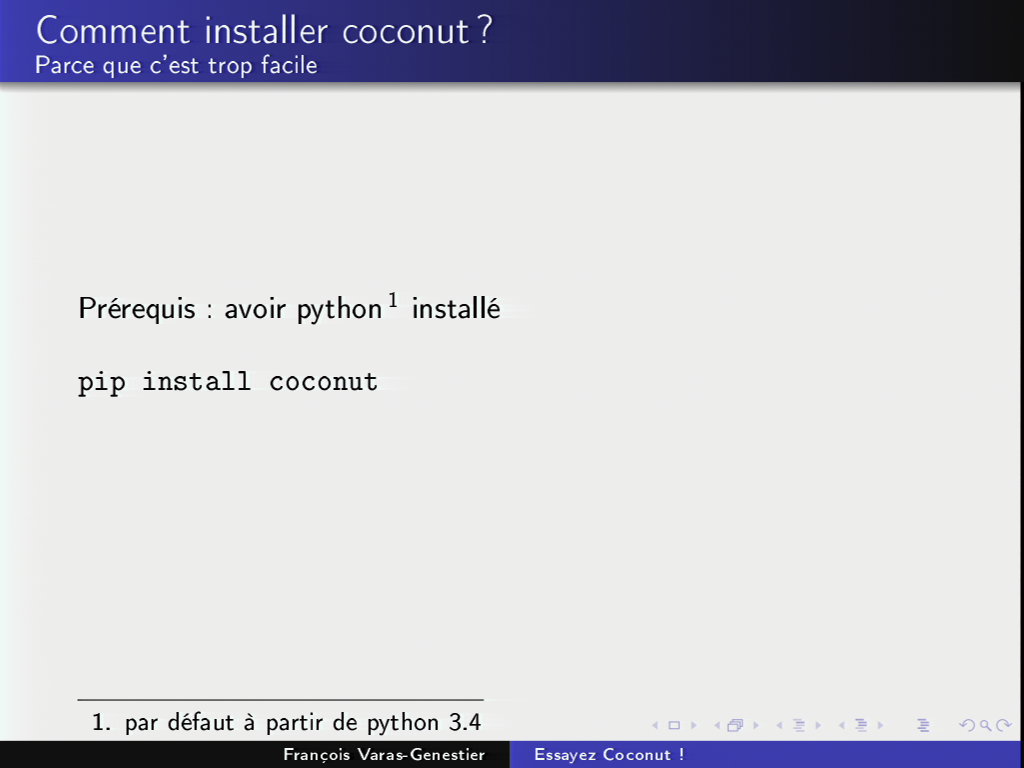 Comment installer coconut ?
Parce que c'est trop facile
Prérequis : avoir python 1 installé
pip install coconut
1. par défaut à partir de python 3.4
François Varas-Genestier
Essayez Coconut !